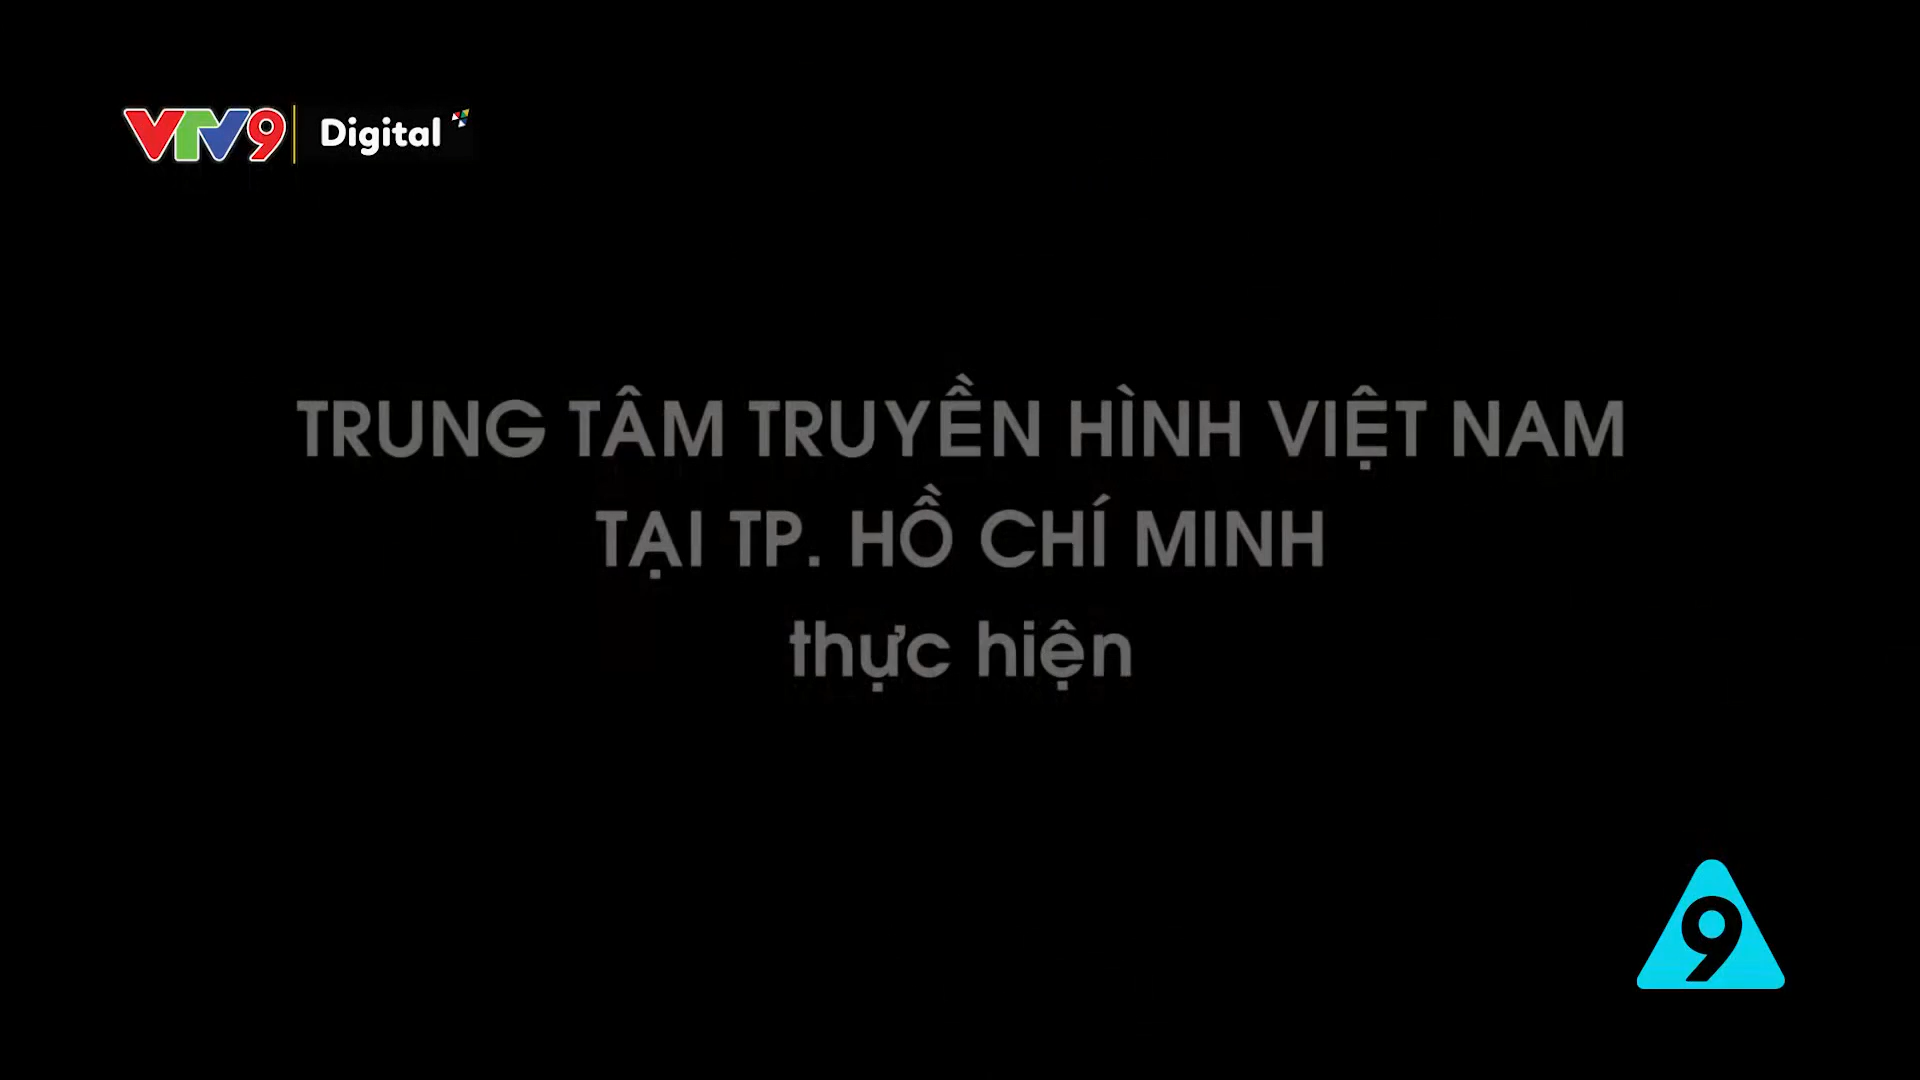 VTV9 Digital
TRUNG TÂM TRUYỀN HÌNH VIỆT NAM
TẠI TP. HỒ CHÍ MINH
thực hiện
9